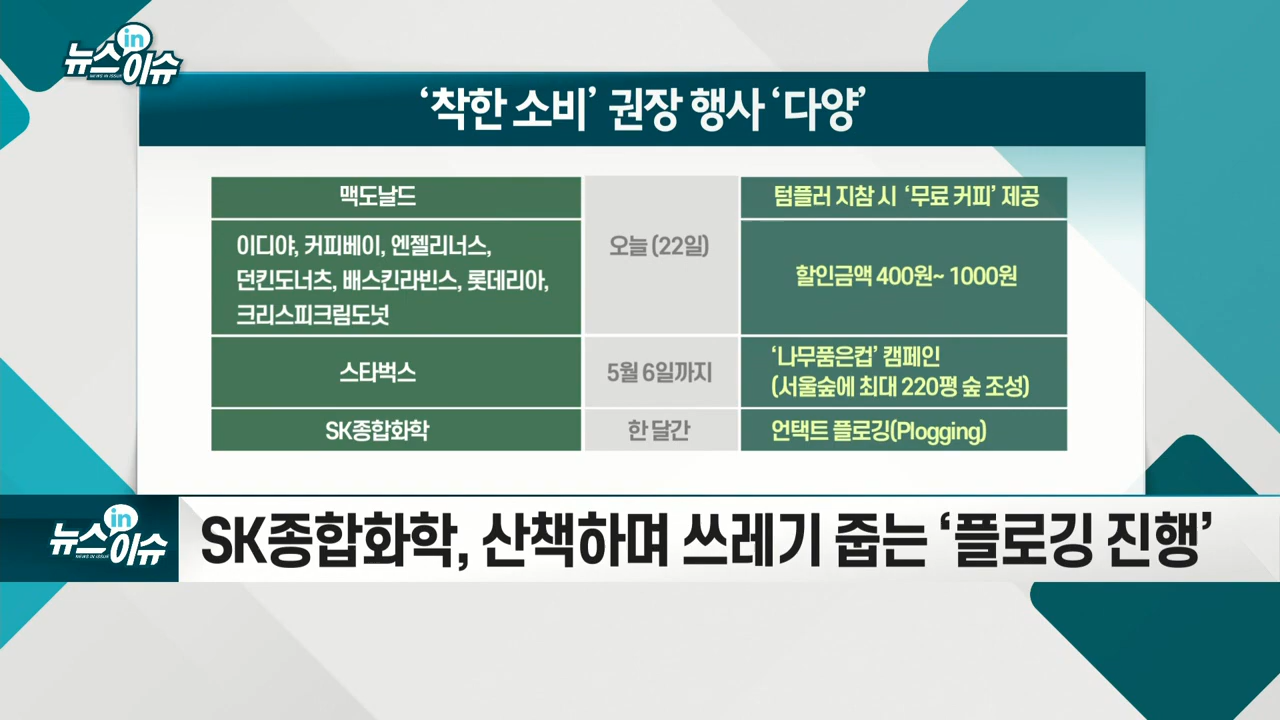 뉴스in이슈
NEWS IN ISSUE
‘착한 소비’ 권장 행사 ‘다양’
맥도날드
오늘 (22일)
텀플러 지참 시 ‘무료 커피’ 제공
이디야, 커피베이, 엔젤리너스,
던킨도너츠, 배스킨라빈스, 롯데리아,
크리스피크림도넛
할인금액 400원~ 1000원
스타벅스
5월 6일까지
‘나무품은컵’ 캠페인
(서울숲에 최대 220평 숲 조성)
SK종합화학
한 달간
언택트 플로깅(Plogging)
뉴스in이슈
NEWS IN ISSUE
SK종합화학, 산책하며 쓰레기 줍는 ‘플로깅 진행’